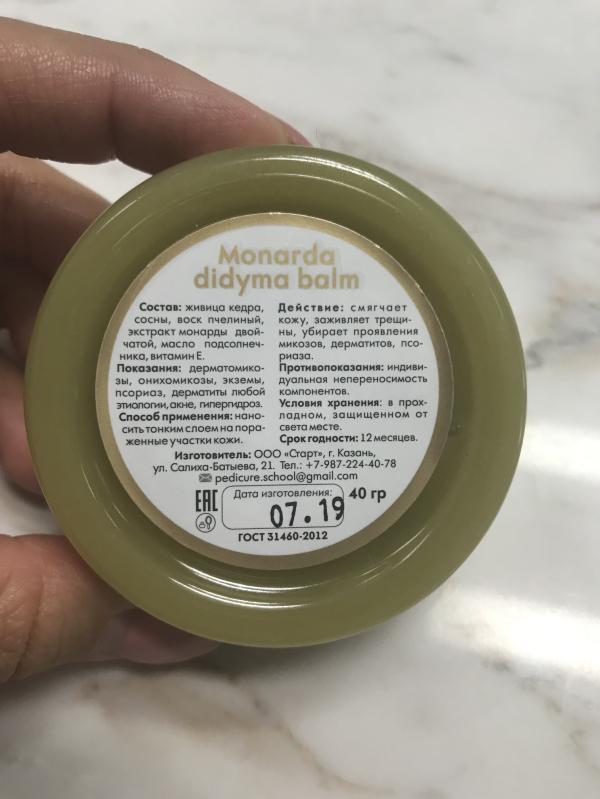 Monarda
didyma balm
Состав: живица кедра,
сосны, воск пчелиный,
экстракт монарды двой-
чатой, масло подсолнеч-
ника, витамин Е.
Показания: дерматомико-
зы, онихомикозы, экземы,
псориаз, дерматиты любой
этиологии, акне, гипергидроз.
Способ применения: нано-
сить тонким слоем на пора-
женные участки кожи.
Действие: смягчает
кожу, заживляет трещи-
ны, убирает проявления
микозов, дерматитов, псо-
риаза.
Противопоказания: индиви-
дуальная непереносимость
компонентов.
Условия хранения: в прох-
ладном, защищенном от
света месте.
Срок годности: 12 месяцев.
Изготовитель: ООО «Старт», г. Казань,
ул. Салиха-Батыева, 21. Тел.: +7-987-224-40-78
pedicure.school@gmail.com
EAC
Дата изготовления:
07.19
40 гр
ГОСТ 31460-2012